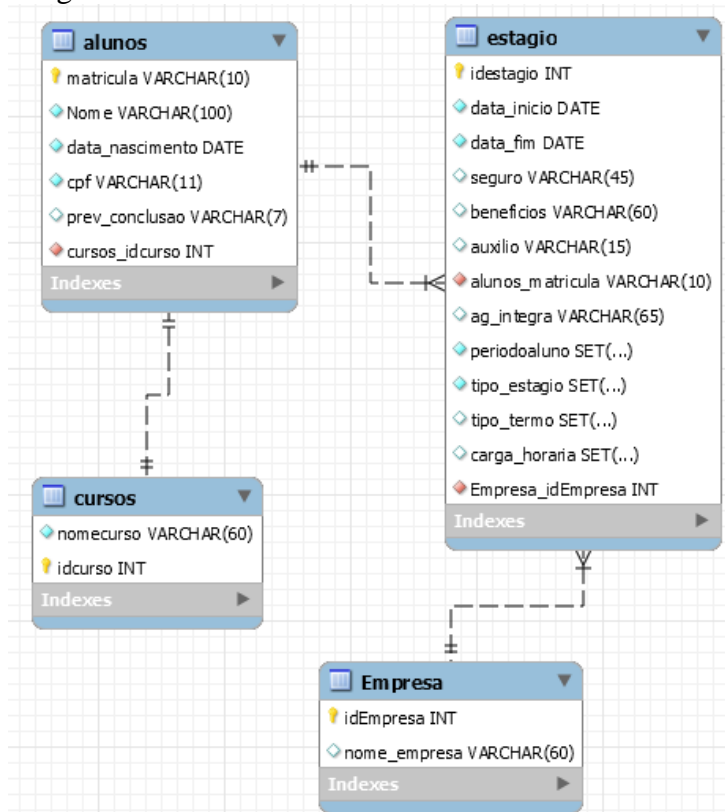 alunos
matricula VARCHAR(10)
Nome VARCHAR(100)
data_nascimento DATE
cpf VARCHAR(11)
prev_conclusao VARCHAR(7)
cursos_idcurso INT
Indexes
estagio
idestagio INT
data_inicio DATE
data_fim DATE
seguro VARCHAR(45)
beneficios VARCHAR(60)
auxilio VARCHAR(15)
alunos_matricula VARCHAR(10)
ag_integra VARCHAR(65)
periodoaluno SET(...)
tipo_estagio SET(...)
tipo_termo SET(...)
carga_horaria SET(...)
Empresa_idEmpresa INT
Indexes
cursos
nomecurso VARCHAR(60)
idcurso INT
Indexes
Empresa
idEmpresa INT
nome_empresa VARCHAR(60)
Indexes